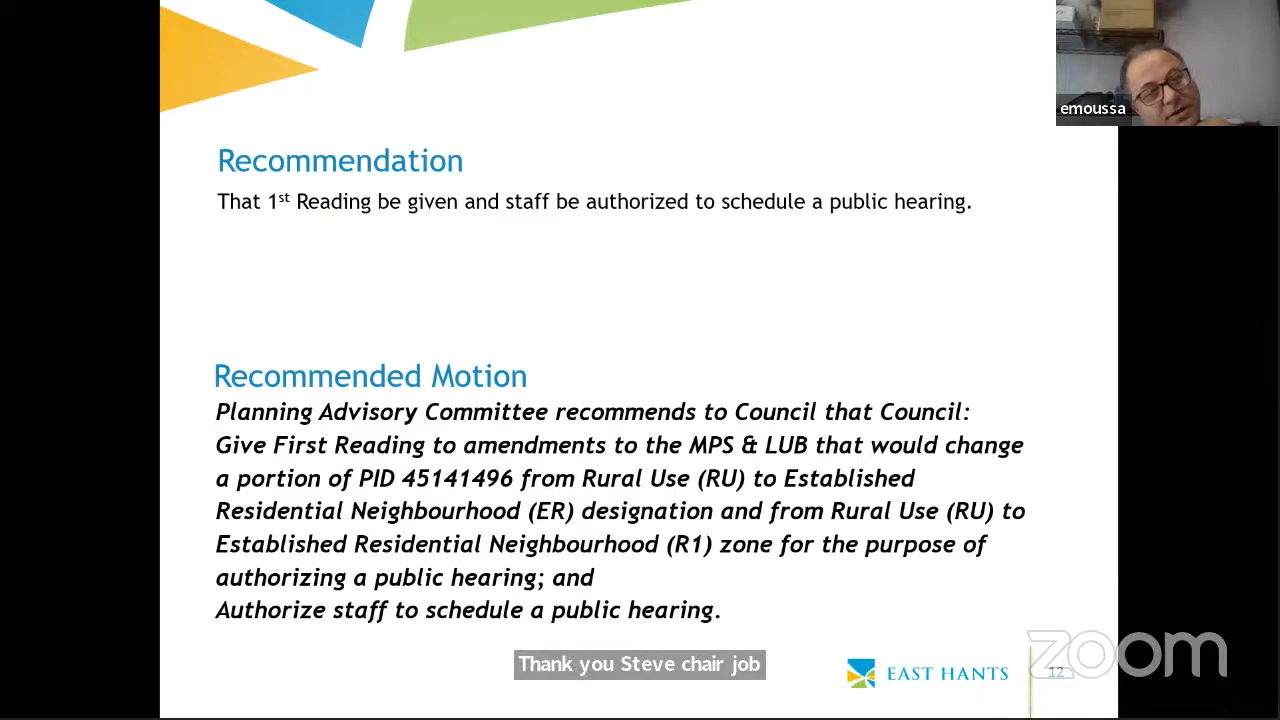 emoussa
Recommendation
That 1st Reading be given and staff be authorized to schedule a public hearing.
Recommended Motion
Planning Advisory Committee recommends to Council that Council:
Give First Reading to amendments to the MPS & LUB that would change
a portion of PID 45141496 from Rural Use (RU) to Established
Residential Neighbourhood (ER) designation and from Rural Use (RU) to
Established Residential Neighbourhood (R1) zone for the purpose of
authorizing a public hearing; and
Authorize staff to schedule a public hearing.
Thank you Steve chair job
EAST HANTS
12
zoom